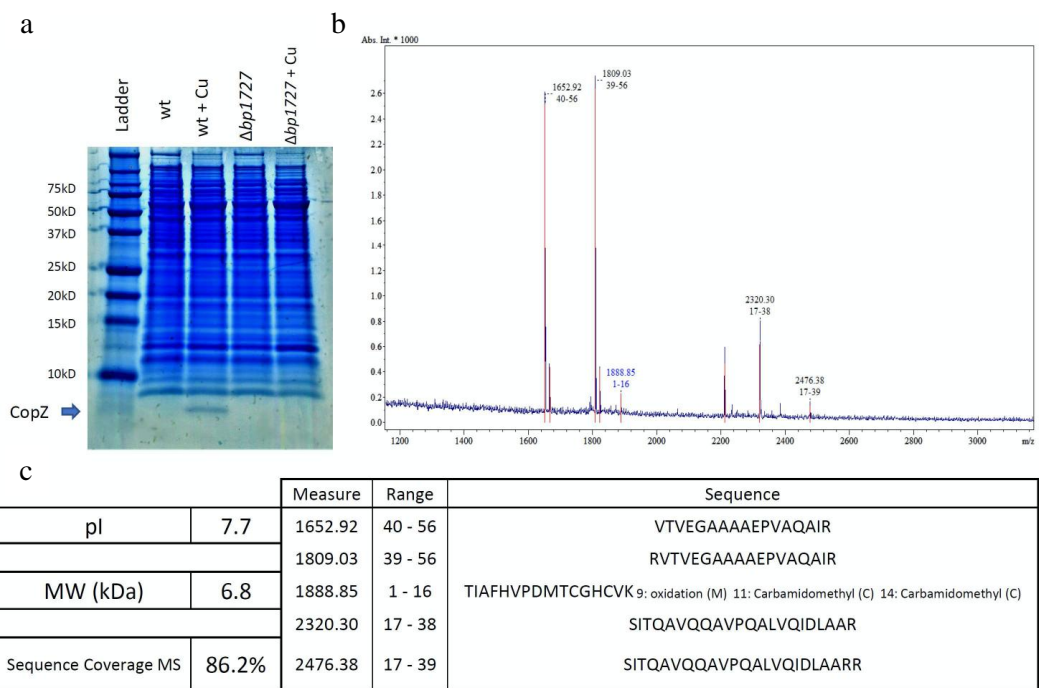 a
b
Ladder
wt
wt + Cu
Δbp1727
Δbp1727 + Cu
75kD
50kD
37kD
25kD
20kD
15kD
10kD
CopZ
Abs. Int. * 1000
2.6
2.4
2.2
2.0
1.8
1.6
1.4
1.2
1.0
0.8
0.6
0.4
0.2
0.0
1652.92
40-56
1809.03
39-56
1888.85
1-16
2320.30
17-38
2476.38
17-39
1200 1400 1600 1800 2000 2200 2400 2600 2800 3000 m/z
c
Measure Range Sequence
pI 7.7 1652.92 40 - 56 VTVEGAAAAEPVAQAIR
1809.03 39 - 56 RVTVEGAAAAEPVAQAIR
MW (kDa) 6.8 1888.85 1 - 16 TIAFHVPDMTCGHCVK 9: oxidation (M) 11: Carbamidomethyl (C) 14: Carbamidomethyl (C)
2320.30 17 - 38 SITQAVQQAVPQALVQIDLAAR
Sequence Coverage MS 86.2% 2476.38 17 - 39 SITQAVQQAVPQALVQIDLAARR